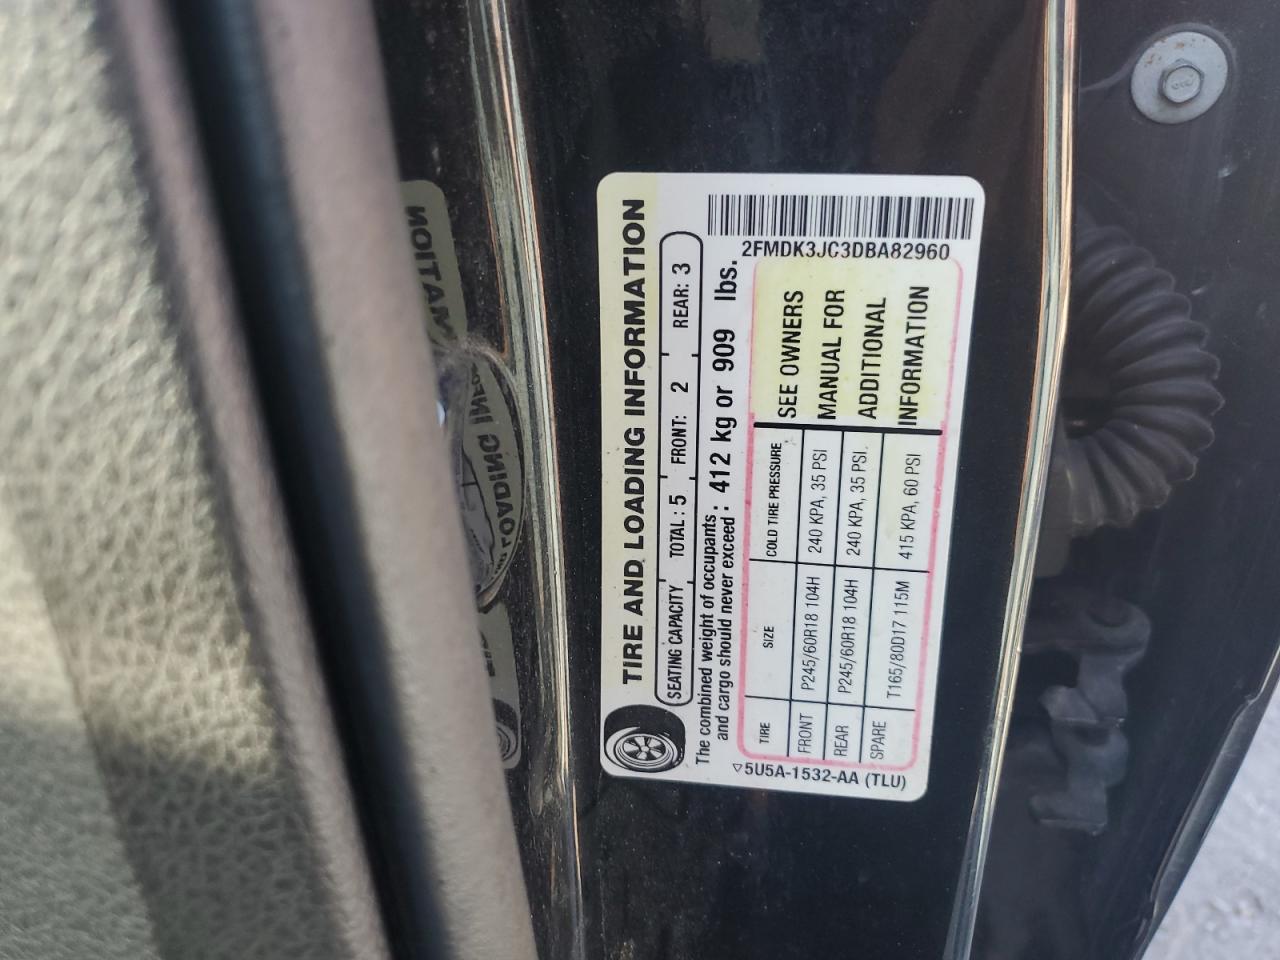 TIRE AND LOADING INFORMATION
SEATING CAPACITY TOTAL: 5 FRONT: 2 REAR: 3
The combined weight of occupants and cargo should never exceed: 412 kg or 909 lbs.
TIRE SIZE COLD TIRE PRESSURE
FRONT P245/60R18 104H 240 KPA, 35 PSI
REAR P245/60R18 104H 240 KPA, 35 PSI.
SPARE T165/80D17 115M 415 KPA, 60 PSI
SEE OWNERS
MANUAL FOR
ADDITIONAL
INFORMATION
5U5A-1532-AA (TLU)
2FMDK3JC3DBA82960